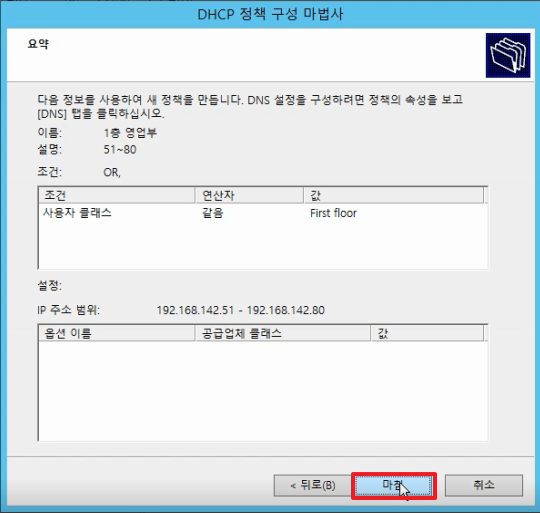 DHCP 정책 구성 마법사
요약
다음 정보를 사용하여 새 정책을 만듭니다. DNS 설정을 구성하려면 정책의 속성을 보고
[DNS] 탭을 클릭하십시오.
이름: 1층 영업부
설명: 51~80
조건: OR,
조건 연산자 값
사용자 클래스 같음 First floor
설정:
IP 주소 범위: 192.168.142.51 - 192.168.142.80
옵션 이름 공급업체 클래스 값
< 뒤로(B) 취소